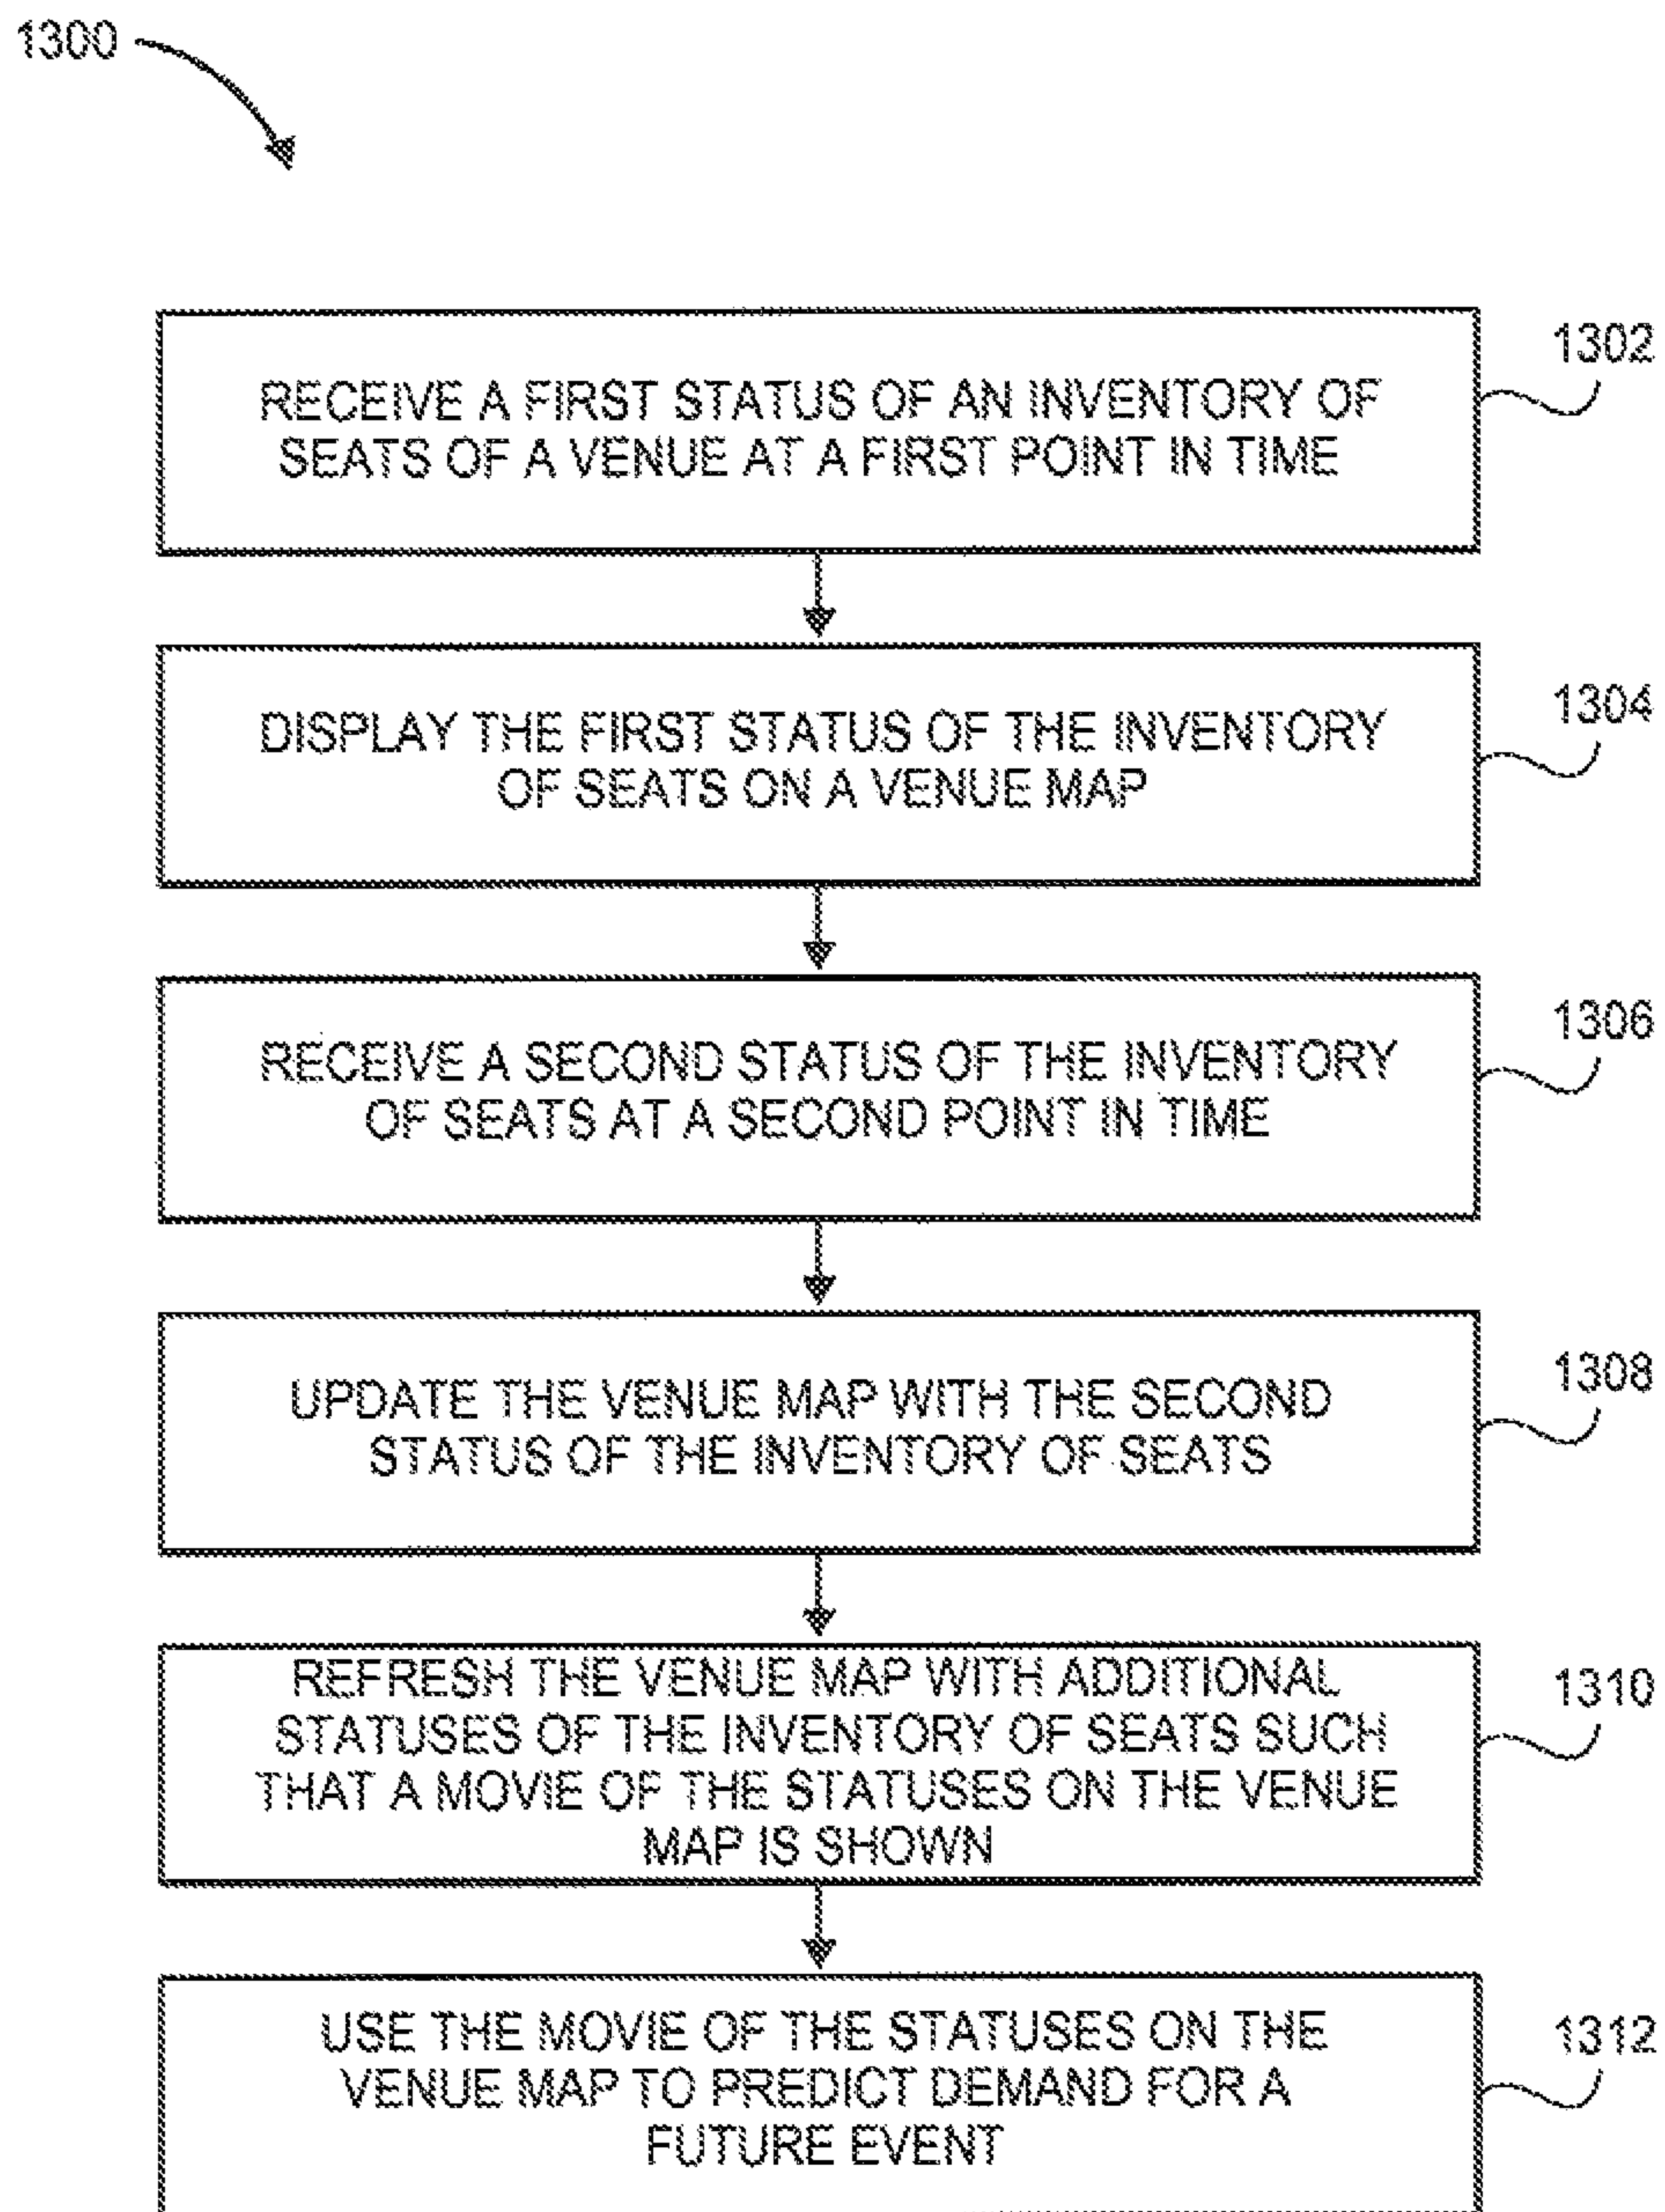 1300
RECEIVE A FIRST STATUS OF AN INVENTORY OF
SEATS OF A VENUE AT A FIRST POINT IN TIME
1302
DISPLAY THE FIRST STATUS OF THE INVENTORY
OF SEATS ON A VENUE MAP
1304
RECEIVE A SECOND STATUS OF THE INVENTORY
OF SEATS AT A SECOND POINT IN TIME
1306
UPDATE THE VENUE MAP WITH THE SECOND
STATUS OF THE INVENTORY OF SEATS
1308
REFRESH THE VENUE MAP WITH ADDITIONAL
STATUSES OF THE INVENTORY OF SEATS SUCH
THAT A MOVIE OF THE STATUSES ON THE VENUE
MAP IS SHOWN
1310
USE THE MOVIE OF THE STATUSES ON THE
VENUE MAP TO PREDICT DEMAND FOR A
FUTURE EVENT
1312